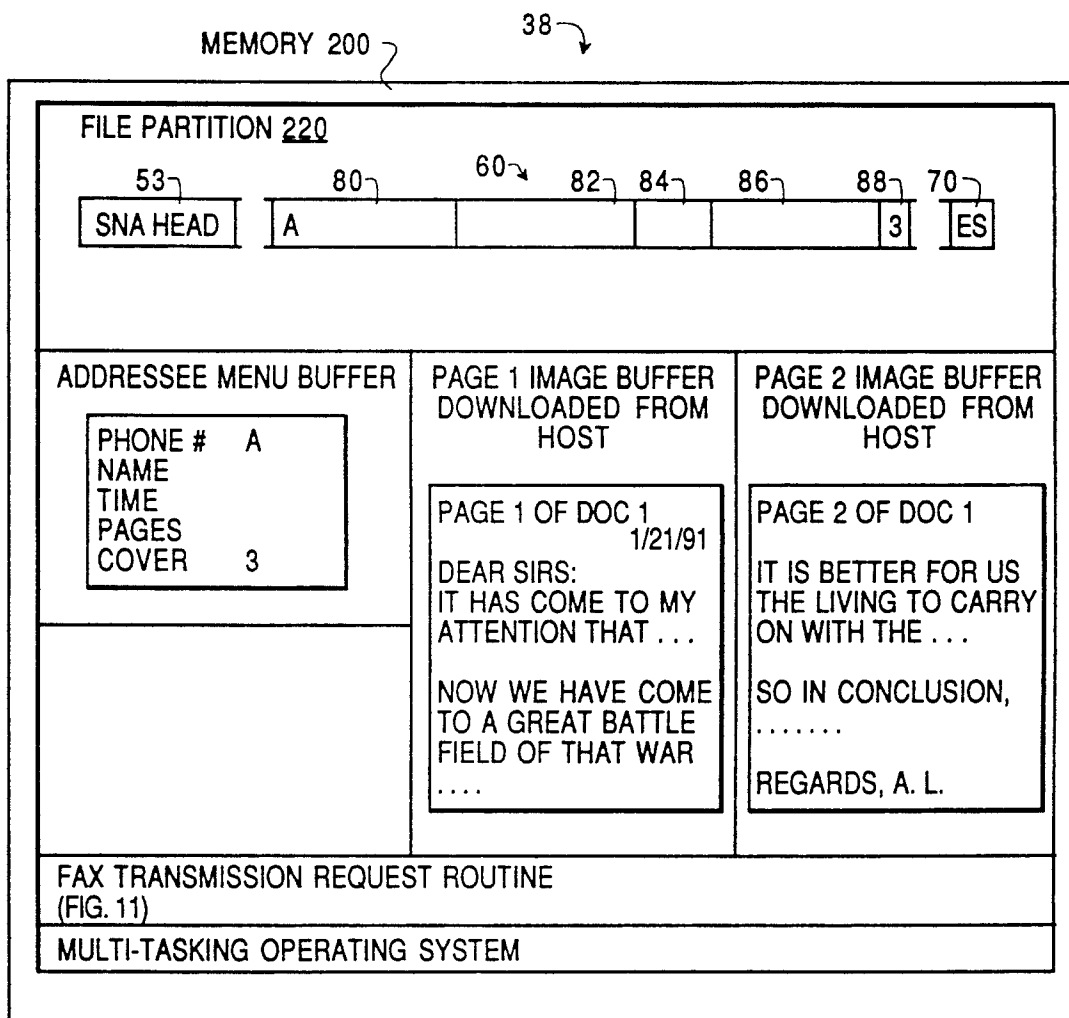 38
MEMORY 200
FILE PARTITION 220
53 80 60 82 84 86 88 70
SNA HEAD A 3 ES
ADDRESSEE MENU BUFFER
PHONE # A
NAME
TIME
PAGES
COVER 3
PAGE 1 IMAGE BUFFER
DOWNLOADED FROM
HOST
PAGE 1 OF DOC 1
1/21/91
DEAR SIRS:
IT HAS COME TO MY
ATTENTION THAT . . .
NOW WE HAVE COME
TO A GREAT BATTLE
FIELD OF THAT WAR
. . . .
PAGE 2 IMAGE BUFFER
DOWNLOADED FROM
HOST
PAGE 2 OF DOC 1
IT IS BETTER FOR US
THE LIVING TO CARRY
ON WITH THE . . .
SO IN CONCLUSION,
. . . . . . .
REGARDS, A. L.
FAX TRANSMISSION REQUEST ROUTINE
(FIG. 11)
MULTI-TASKING OPERATING SYSTEM